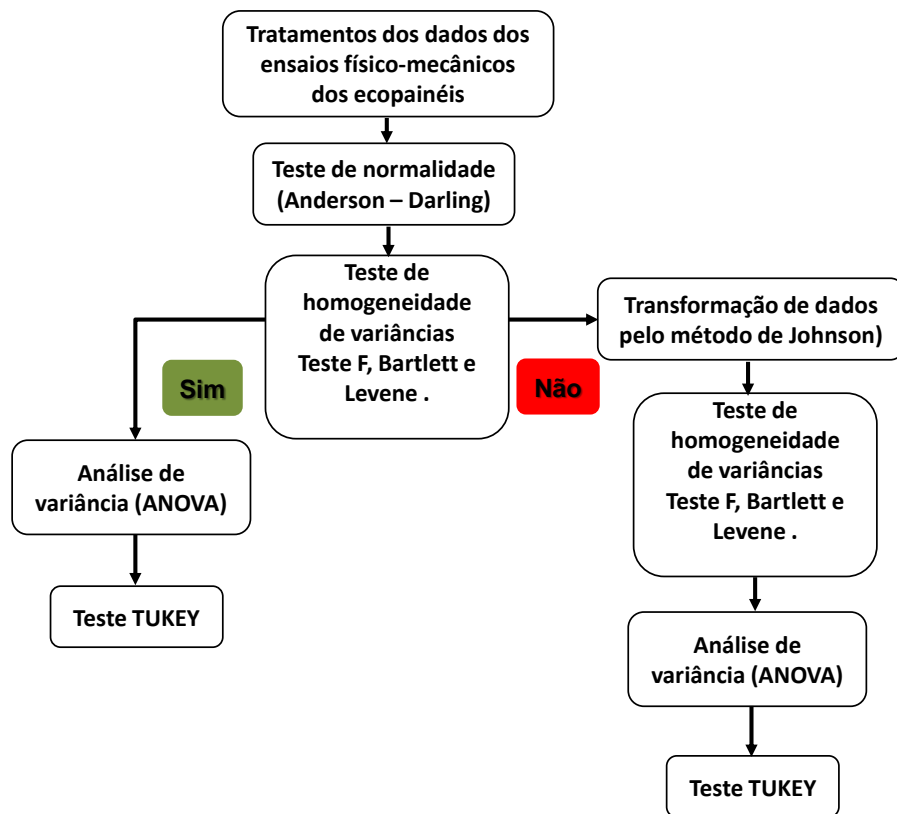 Tratamentos dos dados dos
ensaios físico-mecânicos
dos ecopainéis
Teste de normalidade
(Anderson – Darling)
Teste de
homogeneidade
de variâncias
Teste F, Bartlett e
Levene .
Sim
Não
Transformação de dados
pelo método de Johnson)
Análise de
variância (ANOVA)
Teste TUKEY
Teste de
homogeneidade
de variâncias
Teste F, Bartlett e
Levene .
Análise de
variância (ANOVA)
Teste TUKEY